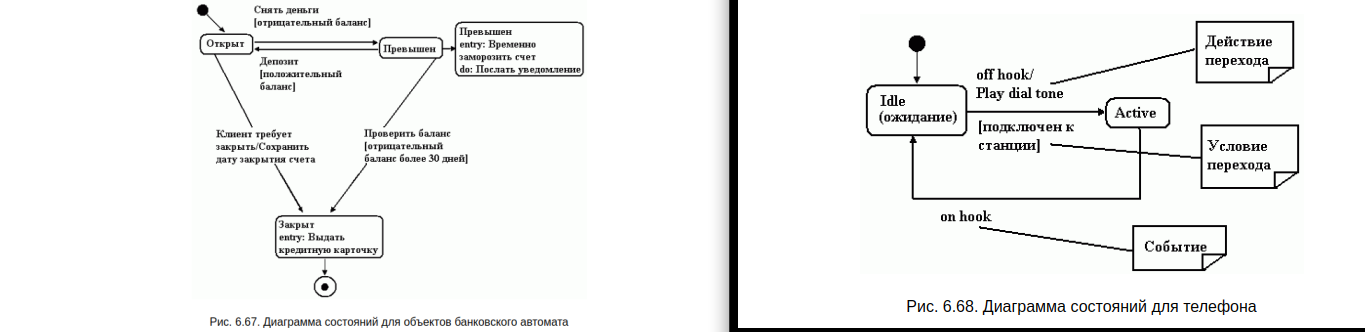 Снять деньги
[отрицательный баланс]
Открыт
Превышен
Депозит
[положительный
баланс]
Превышен
entry: Временно
заморозить счет
do: Послать уведомление
Клиент требует
закрыть/Сохранить
дату закрытия счета
Проверить баланс
[отрицательный
баланс более 30 дней]
Закрыт
entry: Выдать
кредитную карточку
Рис. 6.67. Диаграмма состояний для объектов банковского автомата
Действие
перехода
off hook/
Play dial tone
Idle
(ожидание)
Active
[подключен к
станции]
Условие
перехода
on hook
Событие
Рис. 6.68. Диаграмма состояний для телефона